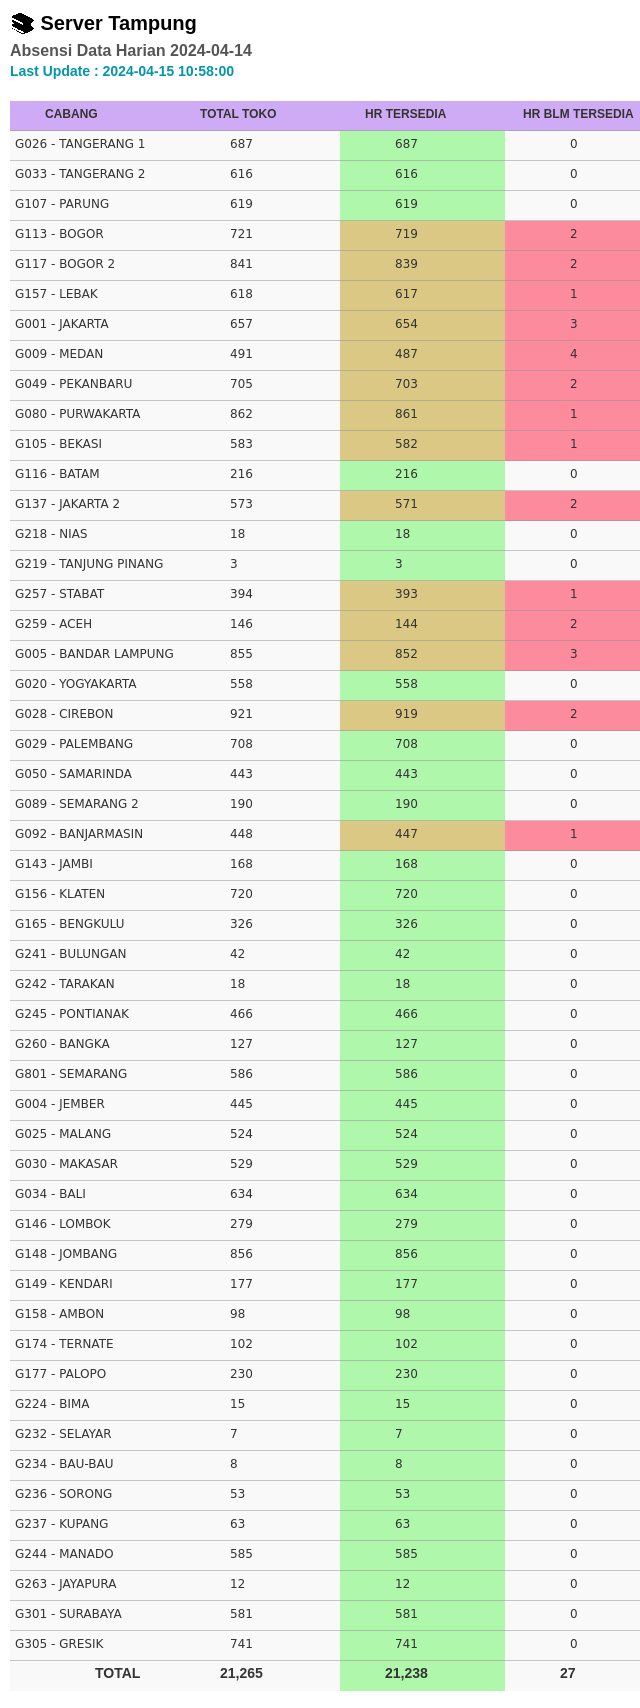 Server Tampung
Absensi Data Harian 2024-04-14
Last Update : 2024-04-15 10:58:00
CABANG TOTAL TOKO HR TERSEDIA HR BLM TERSEDIA
G026 - TANGERANG 1 687 687 0
G033 - TANGERANG 2 616 616 0
G107 - PARUNG 619 619 0
G113 - BOGOR 721 719 2
G117 - BOGOR 2 841 839 2
G157 - LEBAK 618 617 1
G001 - JAKARTA 657 654 3
G009 - MEDAN 491 487 4
G049 - PEKANBARU 705 703 2
G080 - PURWAKARTA 862 861 1
G105 - BEKASI 583 582 1
G116 - BATAM 216 216 0
G137 - JAKARTA 2 573 571 2
G218 - NIAS 18 18 0
G219 - TANJUNG PINANG 3 3 0
G257 - STABAT 394 393 1
G259 - ACEH 146 144 2
G005 - BANDAR LAMPUNG 855 852 3
G020 - YOGYAKARTA 558 558 0
G028 - CIREBON 921 919 2
G029 - PALEMBANG 708 708 0
G050 - SAMARINDA 443 443 0
G089 - SEMARANG 2 190 190 0
G092 - BANJARMASIN 448 447 1
G143 - JAMBI 168 168 0
G156 - KLATEN 720 720 0
G165 - BENGKULU 326 326 0
G241 - BULUNGAN 42 42 0
G242 - TARAKAN 18 18 0
G245 - PONTIANAK 466 466 0
G260 - BANGKA 127 127 0
G801 - SEMARANG 586 586 0
G004 - JEMBER 445 445 0
G025 - MALANG 524 524 0
G030 - MAKASAR 529 529 0
G034 - BALI 634 634 0
G146 - LOMBOK 279 279 0
G148 - JOMBANG 856 856 0
G149 - KENDARI 177 177 0
G158 - AMBON 98 98 0
G174 - TERNATE 102 102 0
G177 - PALOPO 230 230 0
G224 - BIMA 15 15 0
G232 - SELAYAR 7 7 0
G234 - BAU-BAU 8 8 0
G236 - SORONG 53 53 0
G237 - KUPANG 63 63 0
G244 - MANADO 585 585 0
G263 - JAYAPURA 12 12 0
G301 - SURABAYA 581 581 0
G305 - GRESIK 741 741 0
TOTAL 21,265 21,238 27